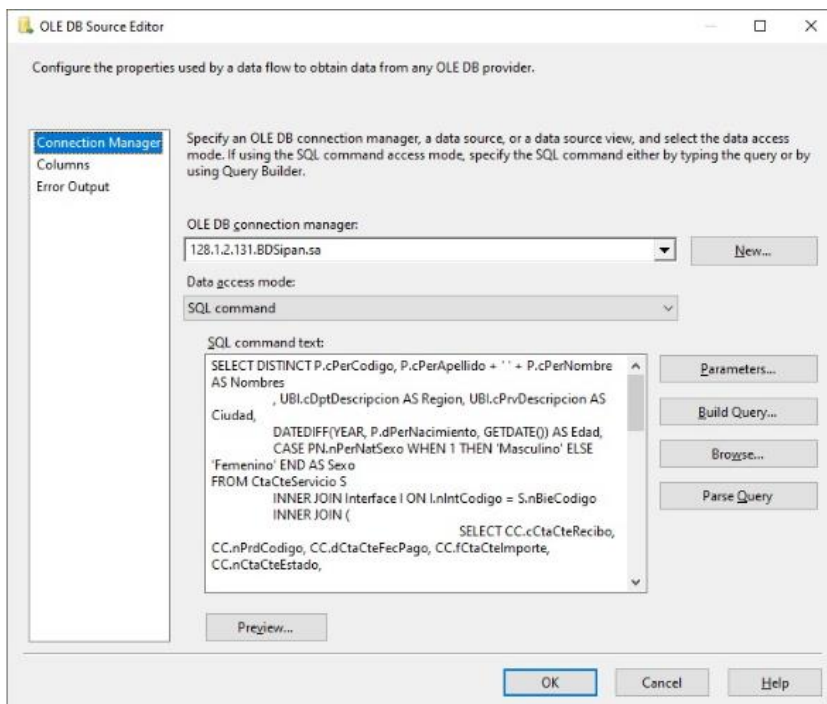 OLE DB Source Editor
Configure the properties used by a data flow to obtain data from any OLE DB provider.
Connection Manager
Columns
Error Output
Specify an OLE DB connection manager, a data source, or a data source view, and select the data access
mode. If using the SQL command access mode, specify the SQL command either by typing the query or by
using Query Builder.
OLE DB connection manager:
128.1.2.131.BDSipan.sa
New...
Data access mode:
SQL command
SQL command text:
SELECT DISTINCT P.cPerCodigo, P.cPerApellido + ' ' + P.cPerNombre
AS Nombres
, UBI.cDptDescripcion AS Region, UBI.cPrvDescripcion AS
Ciudad,
DATEDIFF(YEAR, P.dPerNacimiento, GETDATE()) AS Edad,
CASE PN.nPerNatSexo WHEN 1 THEN 'Masculino' ELSE
'Femenino' END AS Sexo
FROM CtaCteServicio S
INNER JOIN Interface I ON I.nIntCodigo = S.nBieCodigo
INNER JOIN (
SELECT CC.cCtaCteRecibo,
CC.nPrdCodigo, CC.dCtaCteFecPago, CC.fCtaCteImporte,
CC.nCtaCteEstado,
Parameters...
Build Query...
Browse...
Parse Query
Preview...
OK
Cancel
Help